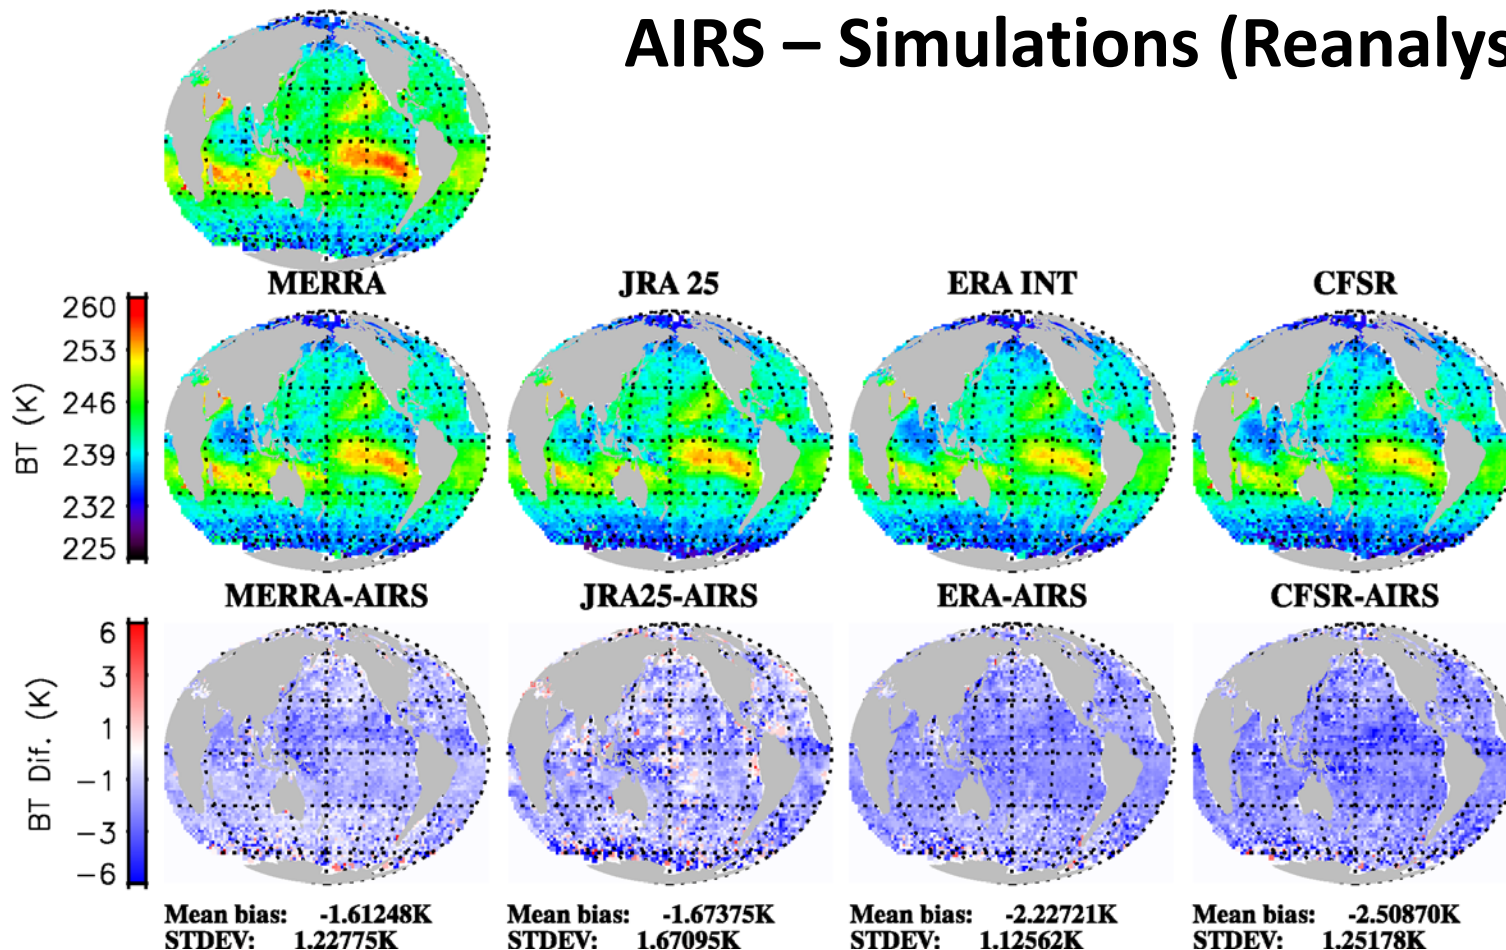 AIRS – Simulations (Reanalys
MERRA
JRA 25
ERA INT
CFSR
260
253
246
239
232
225
BT (K)
MERRA-AIRS
JRA25-AIRS
ERA-AIRS
CFSR-AIRS
6
3
1
−1
−3
−6
BT Dif. (K)
Mean bias: -1.61248K
STDEV: 1.22775K
Mean bias: -1.67375K
STDEV: 1.67095K
Mean bias: -2.22721K
STDEV: 1.12562K
Mean bias: -2.50870K
STDEV: 1.25178K